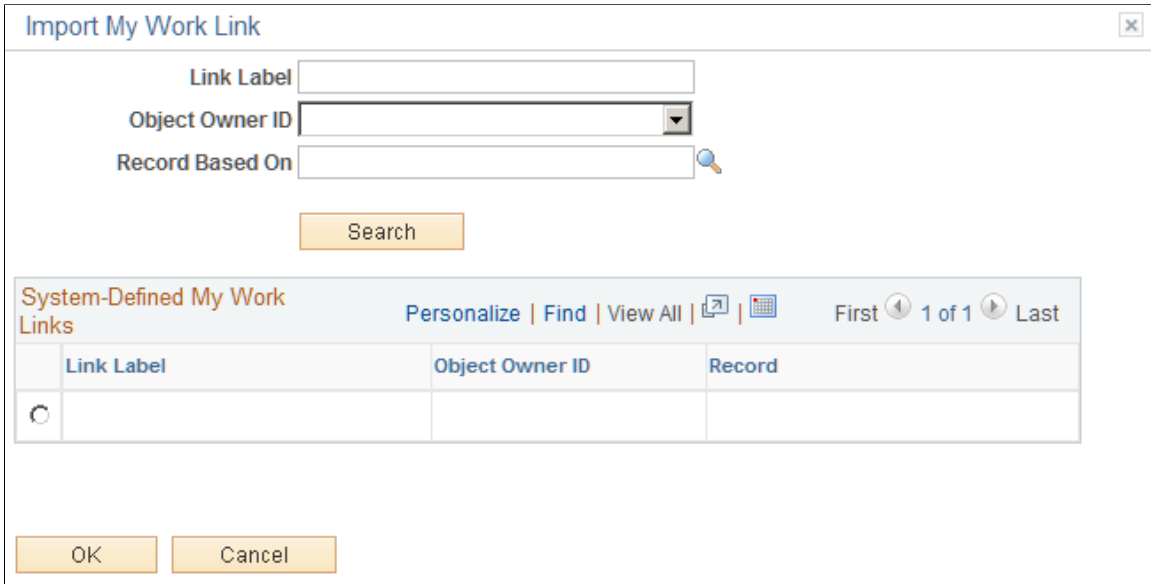 Import My Work Link
Link Label
Object Owner ID
Record Based On
Search
System-Defined My Work
Links
Personalize | Find | View All | | First 1 of 1 Last
Link Label Object Owner ID Record
OK Cancel